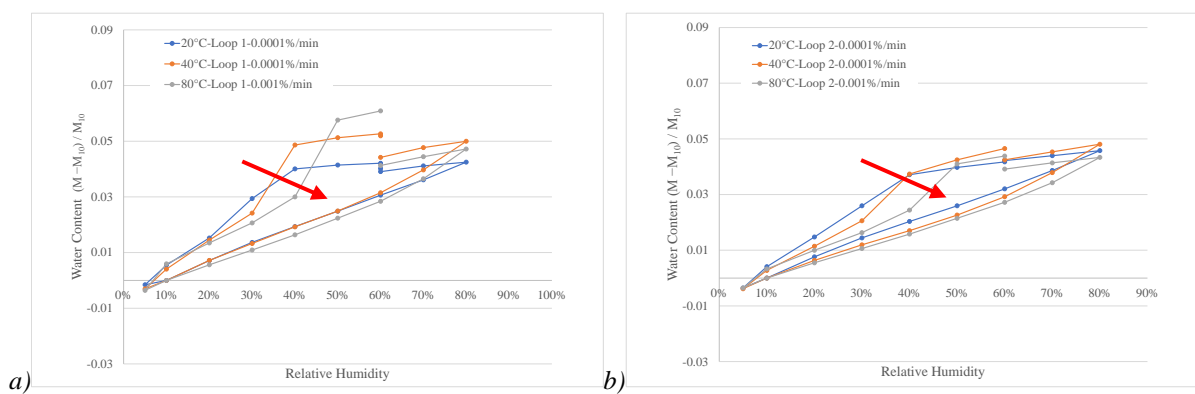 0.09
20°C-Loop 1-0.0001%/min
40°C-Loop 1-0.0001%/min
80°C-Loop 1-0.001%/min
0.07
0.05
0.03
0.01
-0.01
-0.03
Water Content (M −M10) / M10
0% 10% 20% 30% 40% 50% 60% 70% 80% 90% 100%
Relative Humidity
a)
0.09
20°C-Loop 2-0.0001%/min
40°C-Loop 2-0.0001%/min
80°C-Loop 2-0.001%/min
0.07
0.05
0.03
0.01
-0.01
-0.03
Water Content (M −M10) / M10
0% 10% 20% 30% 40% 50% 60% 70% 80% 90%
Relative Humidity
b)